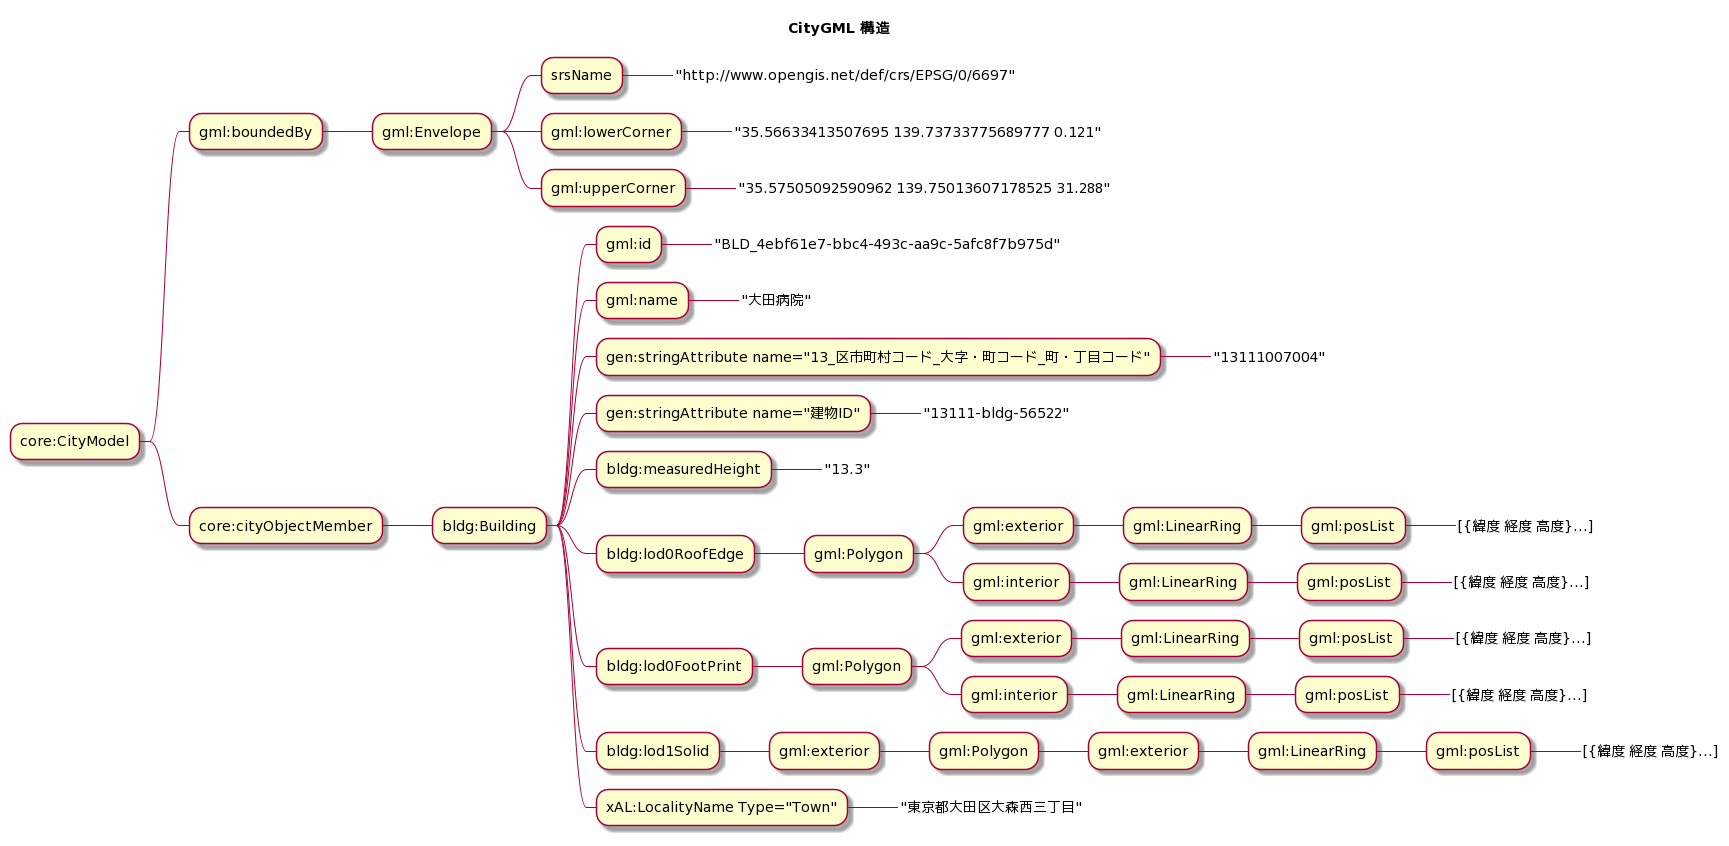 CityGML 構造
srsName "http://www.opengis.net/def/crs/EPSG/0/6697"
gml:boundedBy gml:Envelope gml:lowerCorner "35.56633413507695 139.73733775689777 0.121"
gml:upperCorner "35.57505092590962 139.75013607178525 31.288"
gml:id "BLD_4ebf61e7-bbc4-493c-aa9c-5afc8f7b975d"
gml:name "大田病院"
gen:stringAttribute name="13_区市町村コード_大字・町コード_町・丁目コード" "13111007004"
gen:stringAttribute name="建物ID" "13111-bldg-56522"
core:CityModel
bldg:measuredHeight "13.3"
core:cityObjectMember bldg:Building gml:exterior gml:LinearRing gml:posList [{緯度 経度 高度}...]
bldg:lod0RoofEdge gml:Polygon
gml:interior gml:LinearRing gml:posList [{緯度 経度 高度}...]
gml:exterior gml:LinearRing gml:posList [{緯度 経度 高度}...]
bldg:lod0FootPrint gml:Polygon
gml:interior gml:LinearRing gml:posList [{緯度 経度 高度}...]
bldg:lod1Solid gml:exterior gml:Polygon gml:exterior gml:LinearRing gml:posList [{緯度 経度 高度}...]
xAL:LocalityName Type="Town" "東京都大田区大森西三丁目"